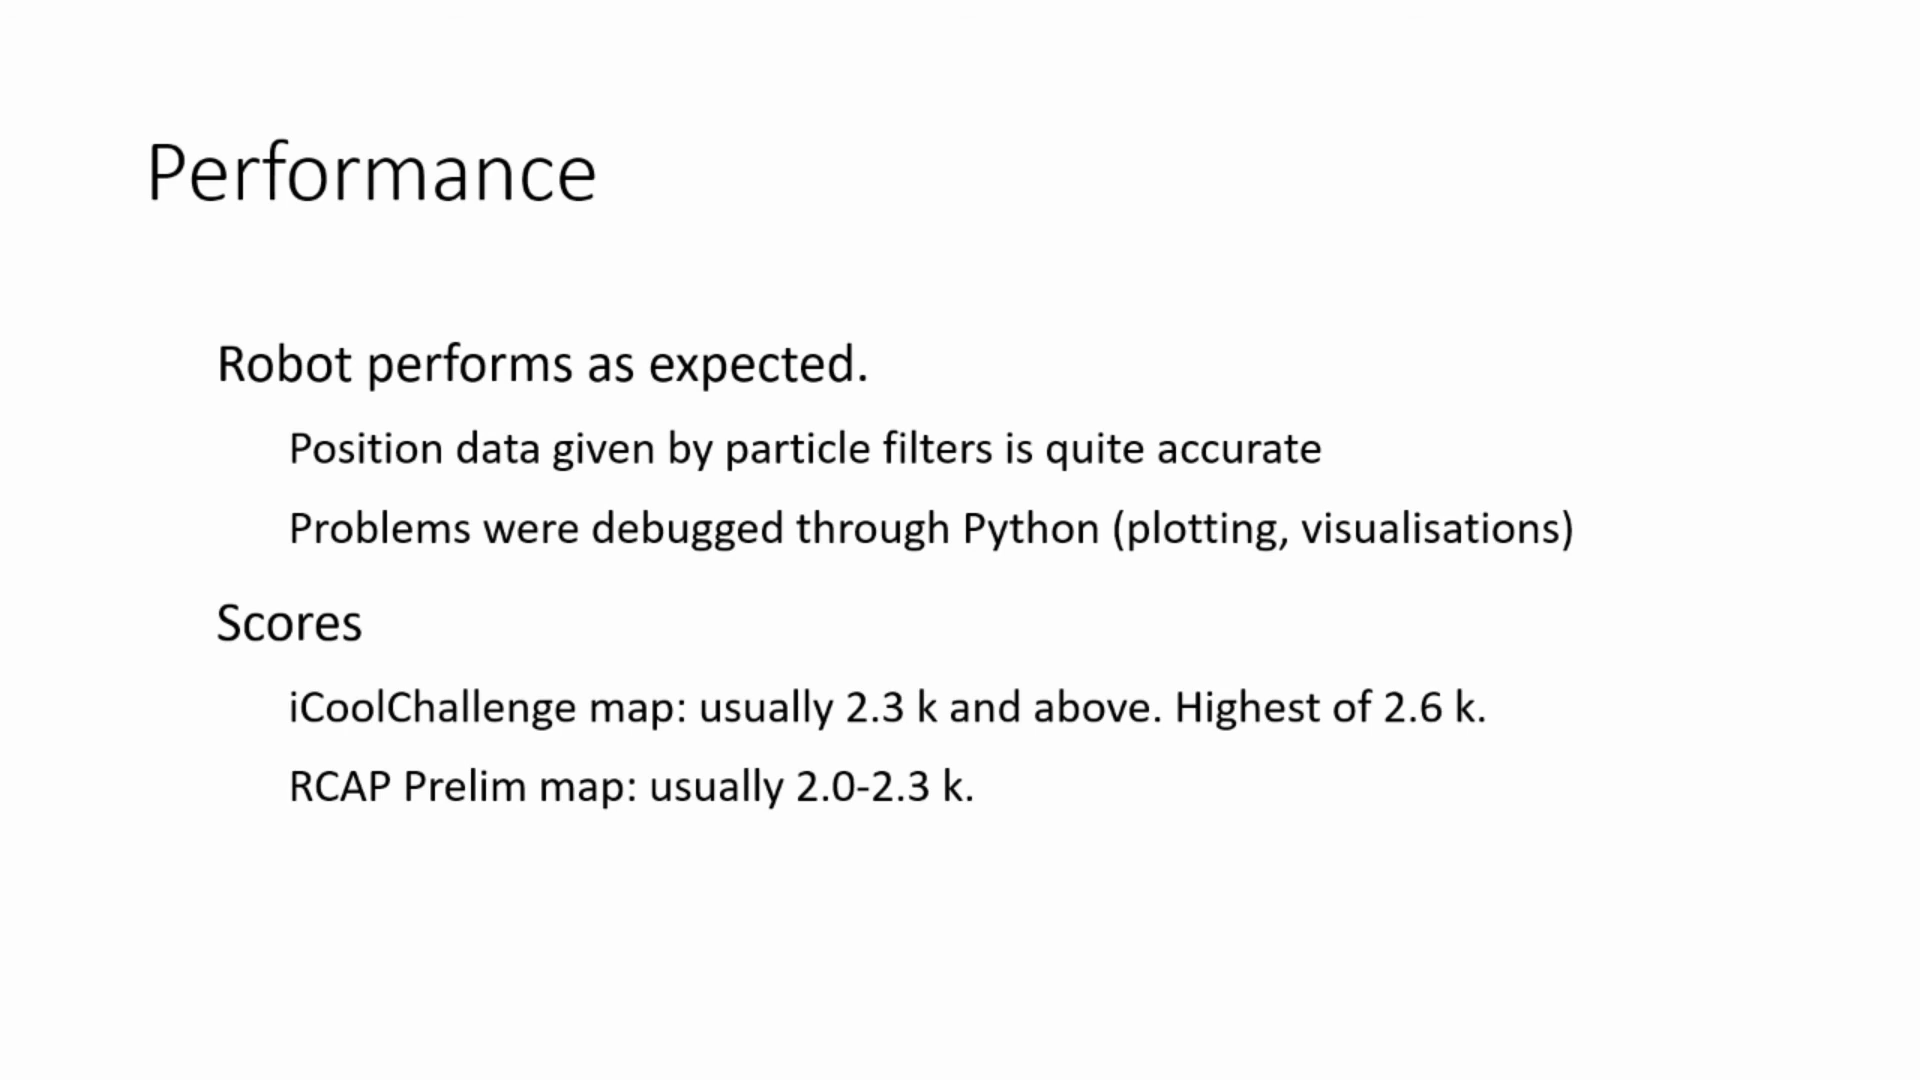 Performance
Robot performs as expected.
Position data given by particle filters is quite accurate
Problems were debugged through Python (plotting, visualisations)
Scores
iCoolChallenge map: usually 2.3 k and above. Highest of 2.6 k.
RCAP Prelim map: usually 2.0-2.3 k.